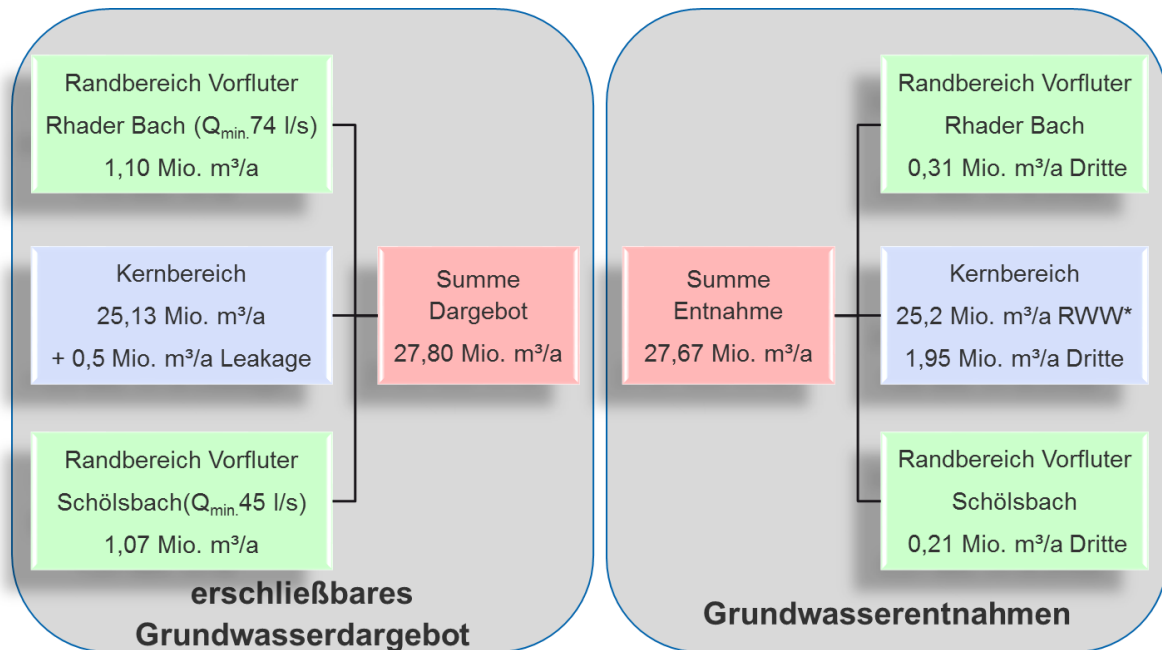 Randbereich Vorfluter
Rhader Bach (Qmin.74 l/s)
1,10 Mio. m³/a
Kernbereich
25,13 Mio. m³/a
+ 0,5 Mio. m³/a Leakage
Randbereich Vorfluter
Schölsbach(Qmin.45 l/s)
1,07 Mio. m³/a
Summe
Dargebot
27,80 Mio. m³/a
erschließbares
Grundwasserdargebot
Summe
Entnahme
27,67 Mio. m³/a
Randbereich Vorfluter
Rhader Bach
0,31 Mio. m³/a Dritte
Kernbereich
25,2 Mio. m³/a RWW*
1,95 Mio. m³/a Dritte
Randbereich Vorfluter
Schölsbach
0,21 Mio. m³/a Dritte
Grundwasserentnahmen